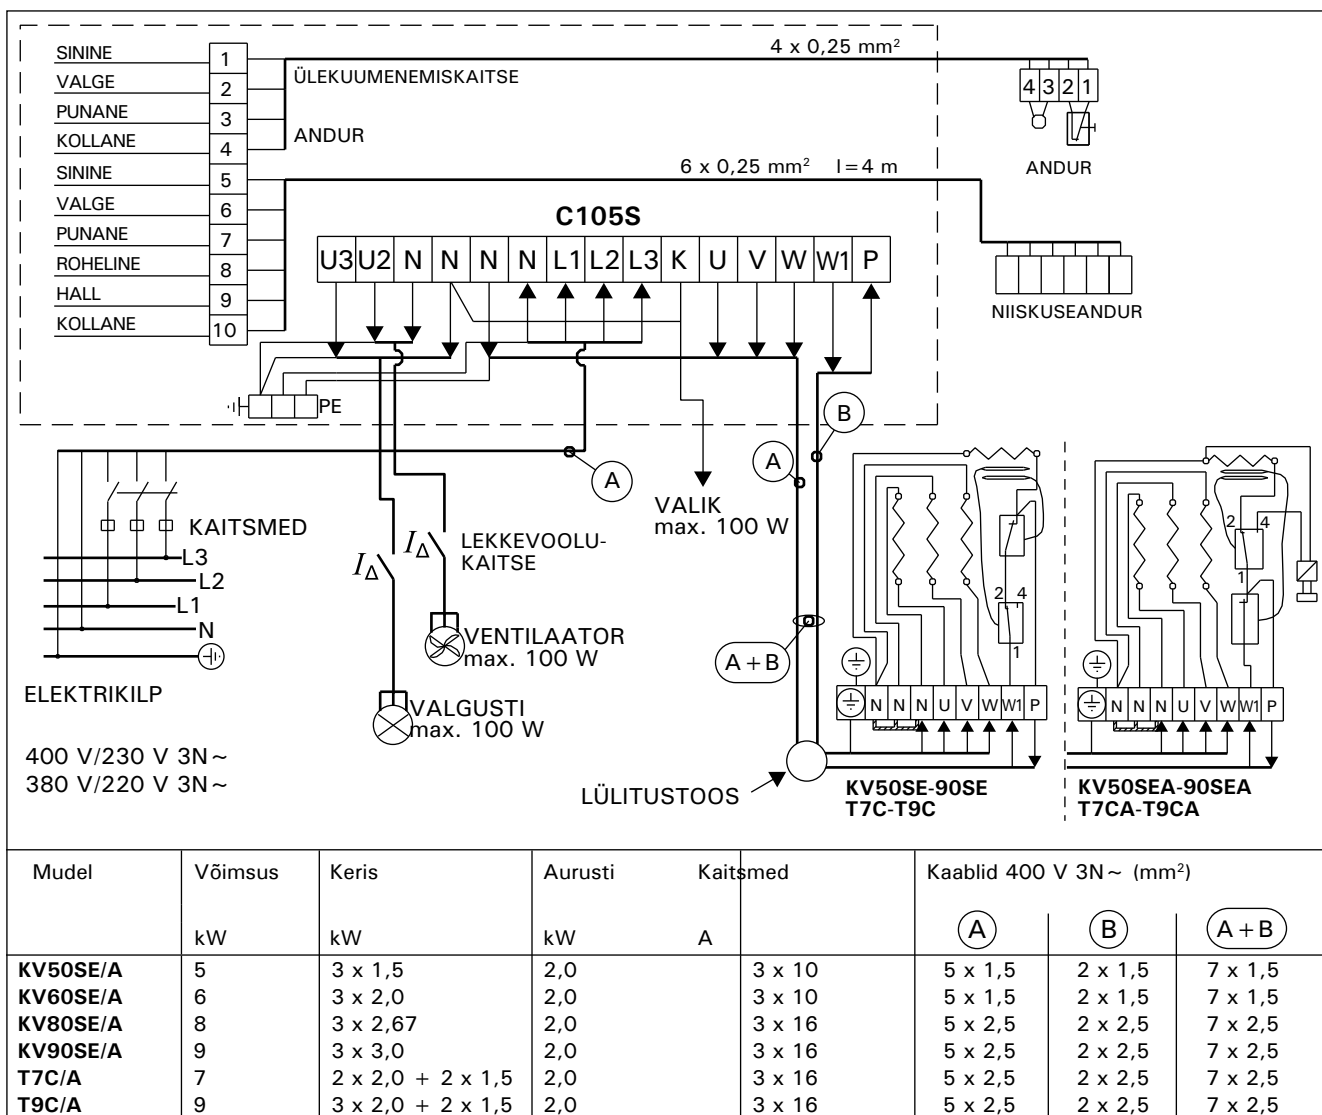 SININE 1
VALGE 2
PUNANE 3
KOLLANE 4
SININE 5
VALGE 6
PUNANE 7
ROHELINE 8
HALL 9
KOLLANE 10
ÜLEKUUMENEMISKAITSE
ANDUR
4 x 0,25 mm²
4 3 2 1
ANDUR
6 x 0,25 mm² l=4 m
NIISKUSEANDUR
C105S
U3 U2 N N N N L1 L2 L3 K U V W W1 P
PE
A
A
B
VALIK
max. 100 W
KAITSMED
L3
L2
L1
N
ELEKTRIKILP
400 V/230 V 3N~
380 V/220 V 3N~
I∆
I∆
LEKKEVOOLU-
KAITSE
VENTILAATOR
max. 100 W
VALGUSTI
max. 100 W
A+B
LÜLITUSTOOS
2 4
1
N N N U V W W1 P
KV50SE-90SE
T7C-T9C
2 4
1
N N N U V W W1 P
KV50SEA-90SEA
T7CA-T9CA
Mudel Võimsus Keris Aurusti Kaitsmed Kaablid 400 V 3N~ (mm²)
kW kW kW A A B A+B
KV50SE/A 5 3 x 1,5 2,0 3 x 10 5 x 1,5 2 x 1,5 7 x 1,5
KV60SE/A 6 3 x 2,0 2,0 3 x 10 5 x 1,5 2 x 1,5 7 x 1,5
KV80SE/A 8 3 x 2,67 2,0 3 x 16 5 x 2,5 2 x 2,5 7 x 2,5
KV90SE/A 9 3 x 3,0 2,0 3 x 16 5 x 2,5 2 x 2,5 7 x 2,5
T7C/A 7 2 x 2,0 + 2 x 1,5 2,0 3 x 16 5 x 2,5 2 x 2,5 7 x 2,5
T9C/A 9 3 x 2,0 + 2 x 1,5 2,0 3 x 16 5 x 2,5 2 x 2,5 7 x 2,5